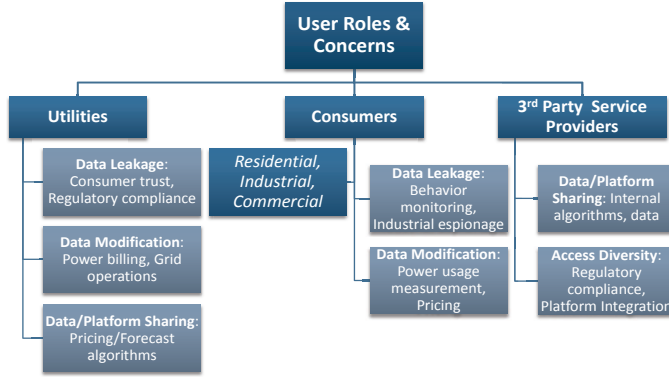 User Roles &
Concerns
Utilities
Consumers
3rd Party Service
Providers
Data Leakage:
Consumer trust,
Regulatory compliance
Data Modification:
Power billing, Grid
operations
Data/Platform Sharing:
Pricing/Forecast
algorithms
Residential,
Industrial,
Commercial
Data Leakage:
Behavior
monitoring,
Industrial espionage
Data Modification:
Power usage
measurement,
Pricing
Data/Platform
Sharing: Internal
algorithms, data
Access Diversity:
Regulatory
compliance,
Platform Integration